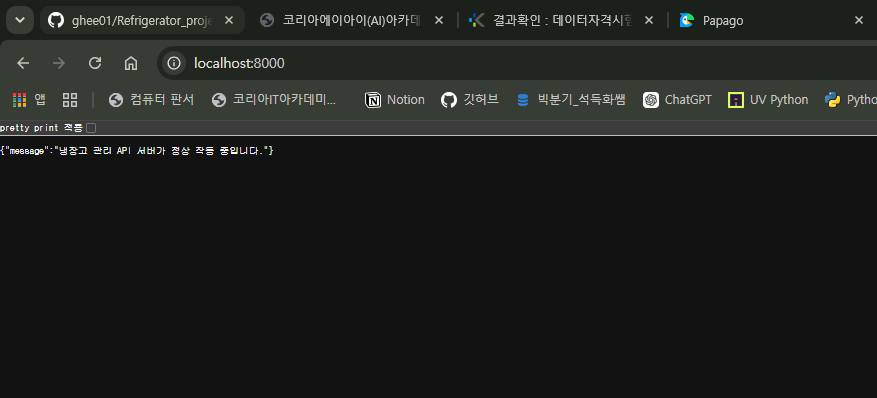 ghee01/Refrigerator_proje
코리아에이아이(AI)아카데
결과확인 : 데이터자격시험
Papago
localhost:8000
앱
컴퓨터 판서
코리아IT아카데미...
Notion
깃허브
빅분기_석득화쌤
ChatGPT
UV Python
Pytho
pretty print 적용
{"message":"냉장고 관리 API 서버가 정상 작동 중입니다."}